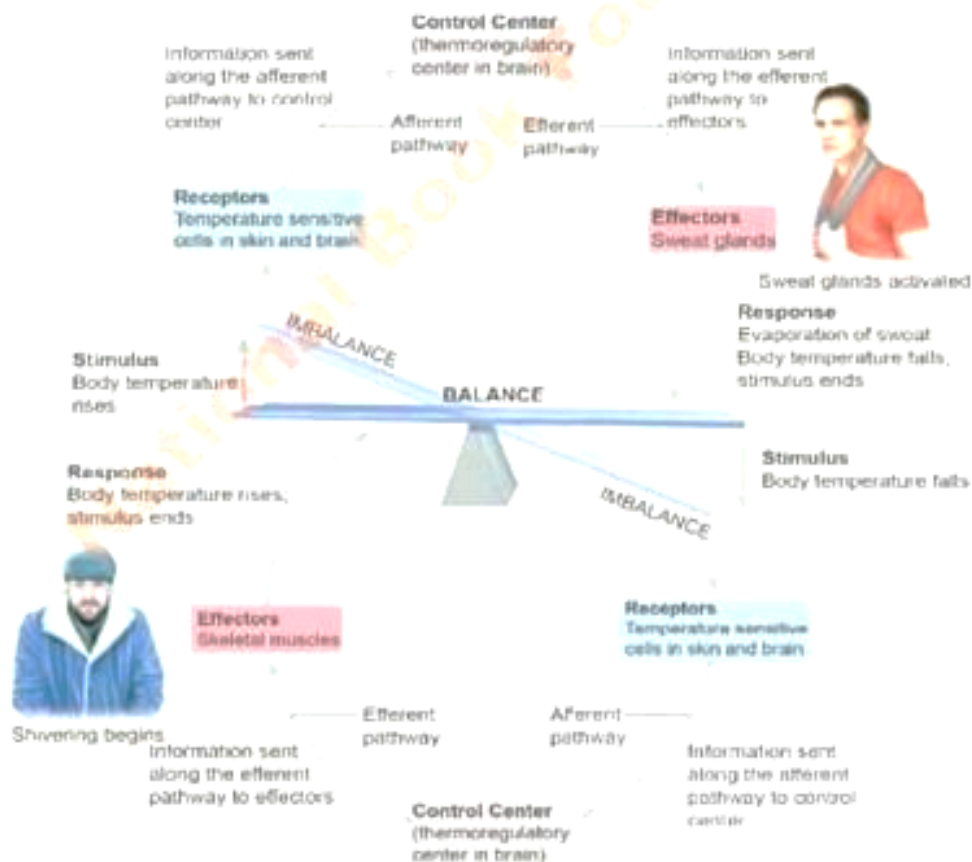 Control Center
(thermoregulatory
center in brain)
Information sent
along the afferent
pathway to control
center
Afferent
pathway
Efferent
pathway
Information sent
along the efferent
pathway to
effectors
Receptors
Temperature sensitive
cells in skin and brain
Effectors
Sweat glands
Sweat glands activated
Response
Evaporation of sweat
Body temperature falls,
stimulus ends
IMBALANCE
Stimulus
Body temperature
rises
BALANCE
Response
Body temperature rises,
stimulus ends
Stimulus
Body temperature falls
IMBALANCE
Shivering begins
Effectors
Skeletal muscles
Receptors
Temperature sensitive
cells in skin and brain
Efferent
pathway
Afferent
pathway
Information sent
along the efferent
pathway to effectors
Information sent
along the afferent
pathway to control
center
Control Center
(thermoregulatory
center in brain)